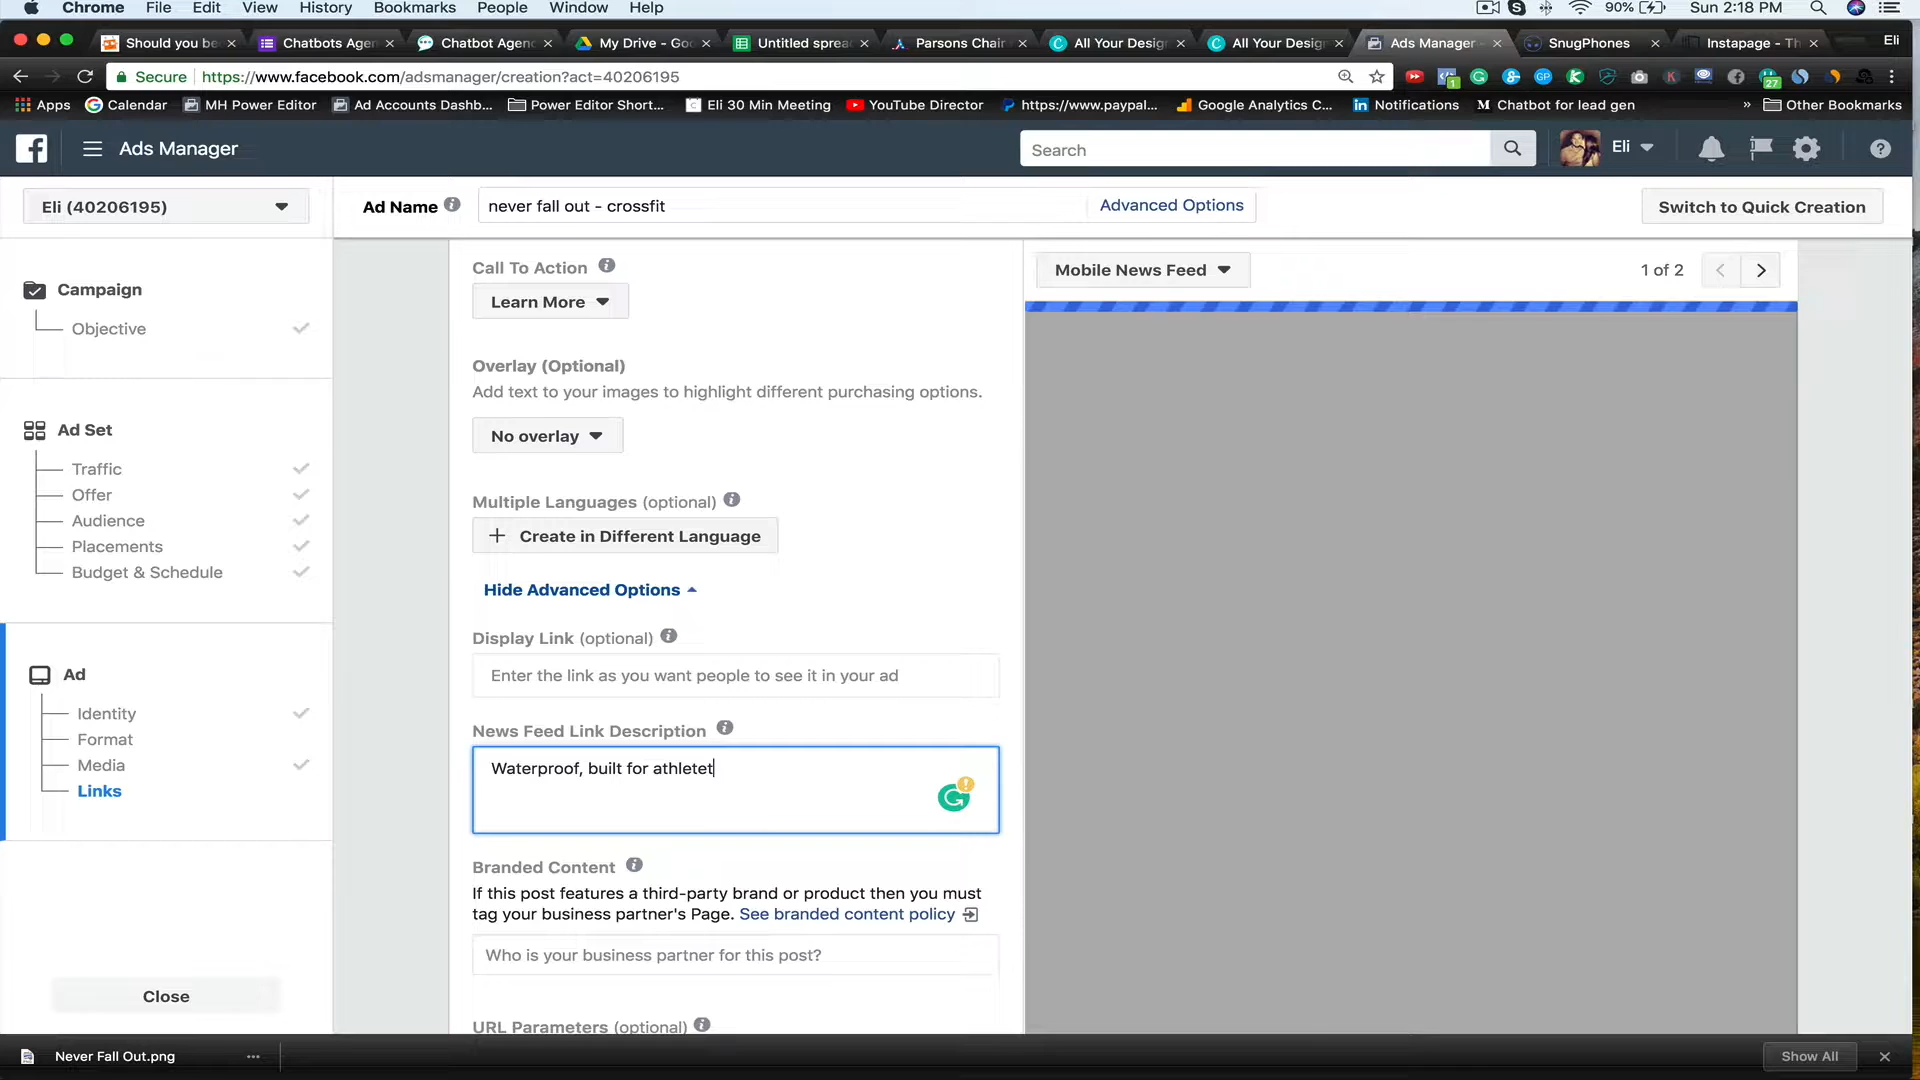 Chrome File Edit View History Bookmarks People Window Help 90% Sun 2:18 PM
Should you be Chatbots Agen Chatbot Agenc My Drive - Goo Untitled sprea Parsons Chair All Your Desig All Your Desig Ads Manager SnugPhones Instapage - Th Eli
Secure https://www.facebook.com/adsmanager/creation?act=40206195
Apps Calendar MH Power Editor Ad Accounts Dashb... Power Editor Short... Eli 30 Min Meeting YouTube Director https://www.paypal... Google Analytics C... Notifications Chatbot for lead gen » Other Bookmarks
Ads Manager Search Eli
Eli (40206195) Ad Name never fall out - crossfit Advanced Options Switch to Quick Creation
Campaign
Objective
Ad Set
Traffic
Offer
Audience
Placements
Budget & Schedule
Ad
Identity
Format
Media
Links
Close
Call To Action
Learn More
Overlay (Optional)
Add text to your images to highlight different purchasing options.
No overlay
Multiple Languages (optional)
+ Create in Different Language
Hide Advanced Options
Display Link (optional)
Enter the link as you want people to see it in your ad
News Feed Link Description
Waterproof, built for athletet
Branded Content
If this post features a third-party brand or product then you must
tag your business partner's Page. See branded content policy
Who is your business partner for this post?
URL Parameters (optional)
Mobile News Feed 1 of 2
Never Fall Out.png Show All